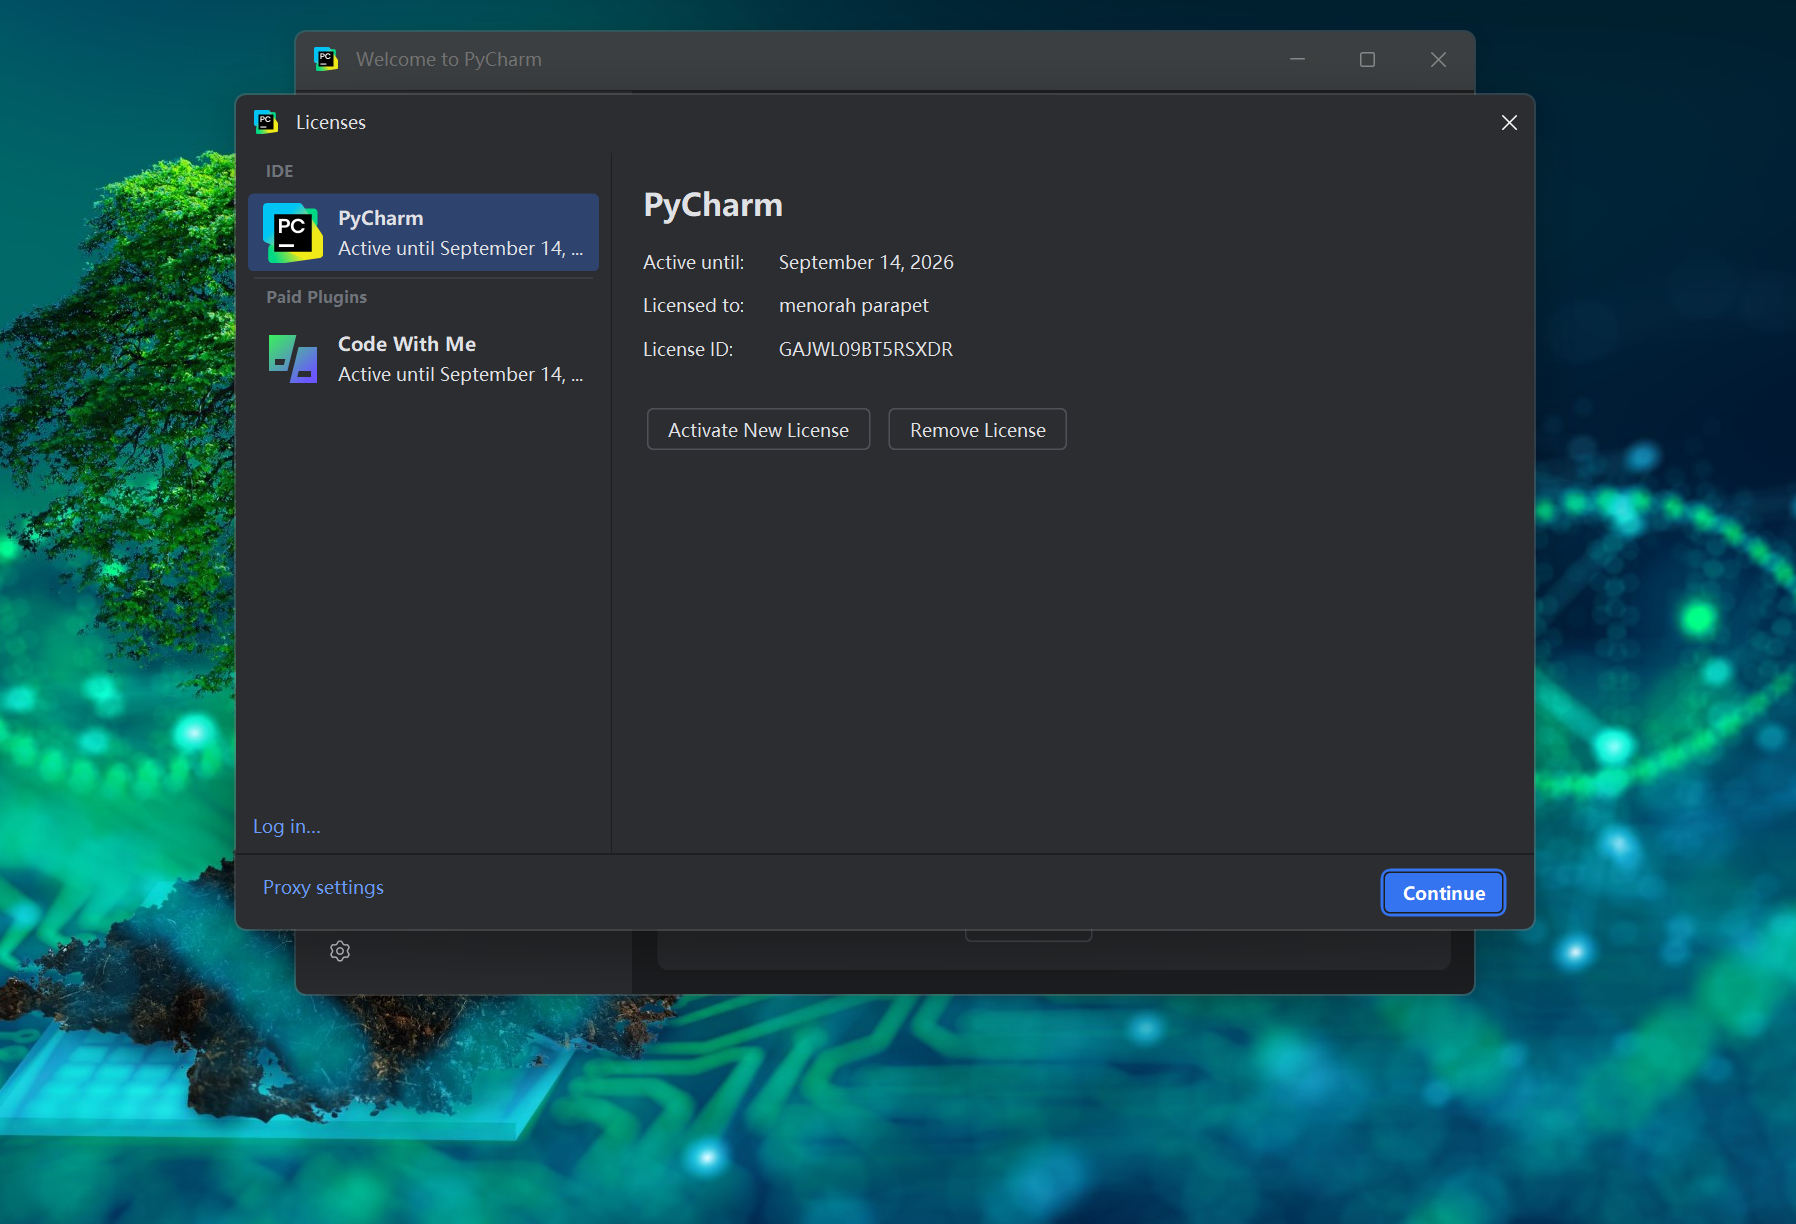 PC
Welcome to PyCharm
PC
Licenses
IDE
PC
PyCharm
Active until September 14, ...
Paid Plugins
Code With Me
Active until September 14, ...
PyCharm
Active until: September 14, 2026
Licensed to: menorah parapet
License ID: GAJWL09BT5RSXDR
Activate New License
Remove License
Log in...
Proxy settings
Continue